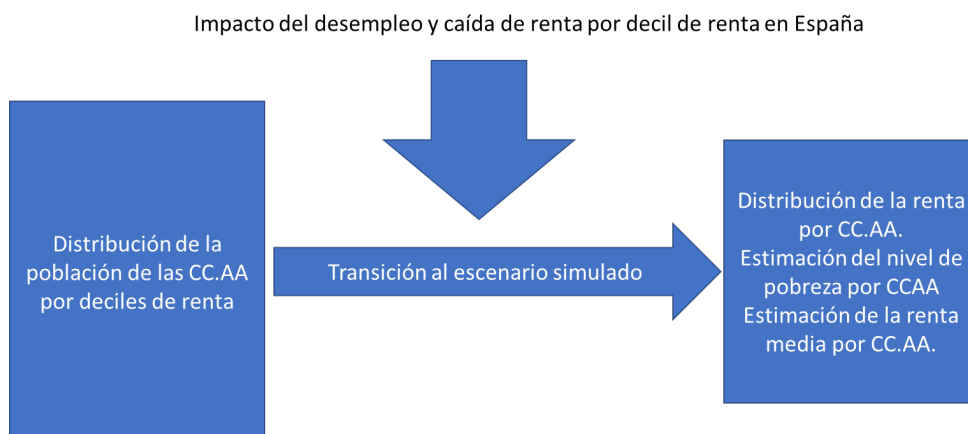 Impacto del desempleo y caída de renta por decil de renta en España
Distribución de la
población de las CC.AA
por deciles de renta
Transición al escenario simulado
Distribución de la renta
por CC.AA.
Estimación del nivel de
pobreza por CCAA
Estimación de la renta
media por CC.AA.